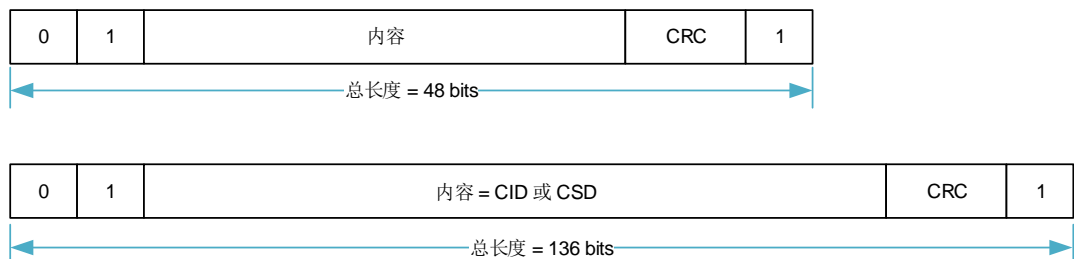 0 1 内容 CRC 1
总长度 = 48 bits
0 1 内容 = CID 或 CSD CRC 1
总长度 = 136 bits